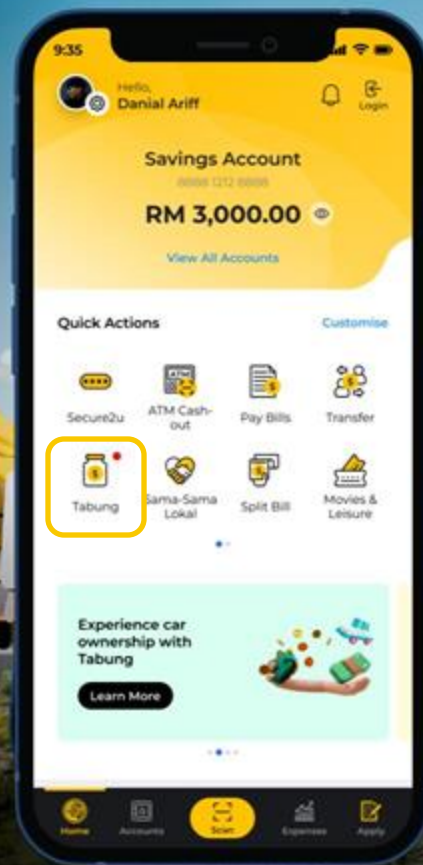 9:35
Hello,
Danial Ariff
Login
Savings Account
RM 3,000.00
View All Accounts
Quick Actions
Customise
Secure2u
ATM Cash-out
Pay Bills
Transfer
Tabung
Sama-Sama Lokal
Split Bill
Movies & Leisure
Experience car
ownership with
Tabung
Learn More
Home
Accounts
Scan
Expenses
Apply